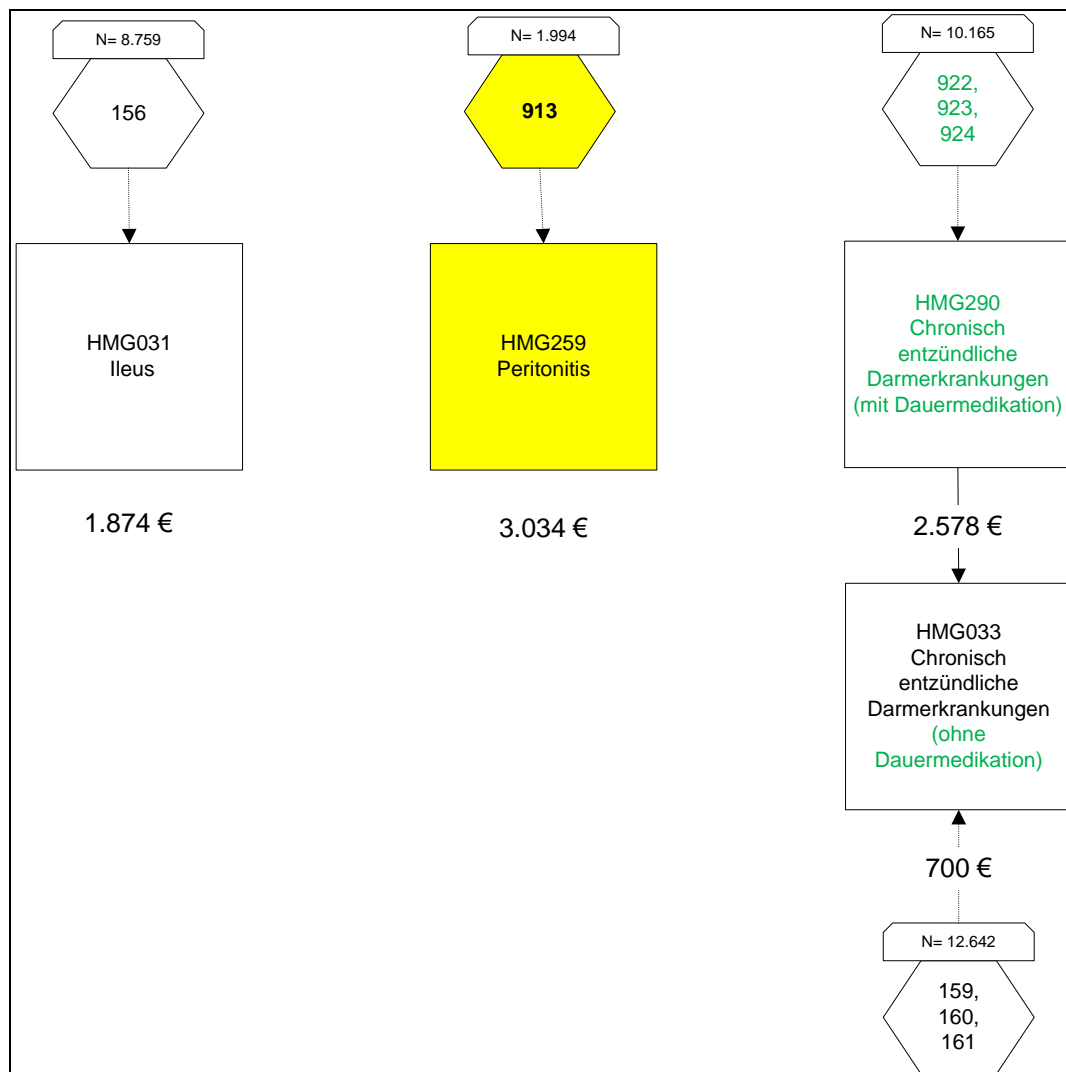 N= 8.759
156
HMG031
Ileus
1.874 €
N= 1.994
913
HMG259
Peritonitis
3.034 €
N= 10.165
922,
923,
924
HMG290
Chronisch
entzündliche
Darmerkrankungen
(mit Dauermedikation)
2.578 €
HMG033
Chronisch
entzündliche
Darmerkrankungen
(ohne
Dauermedikation)
700 €
N= 12.642
159,
160,
161